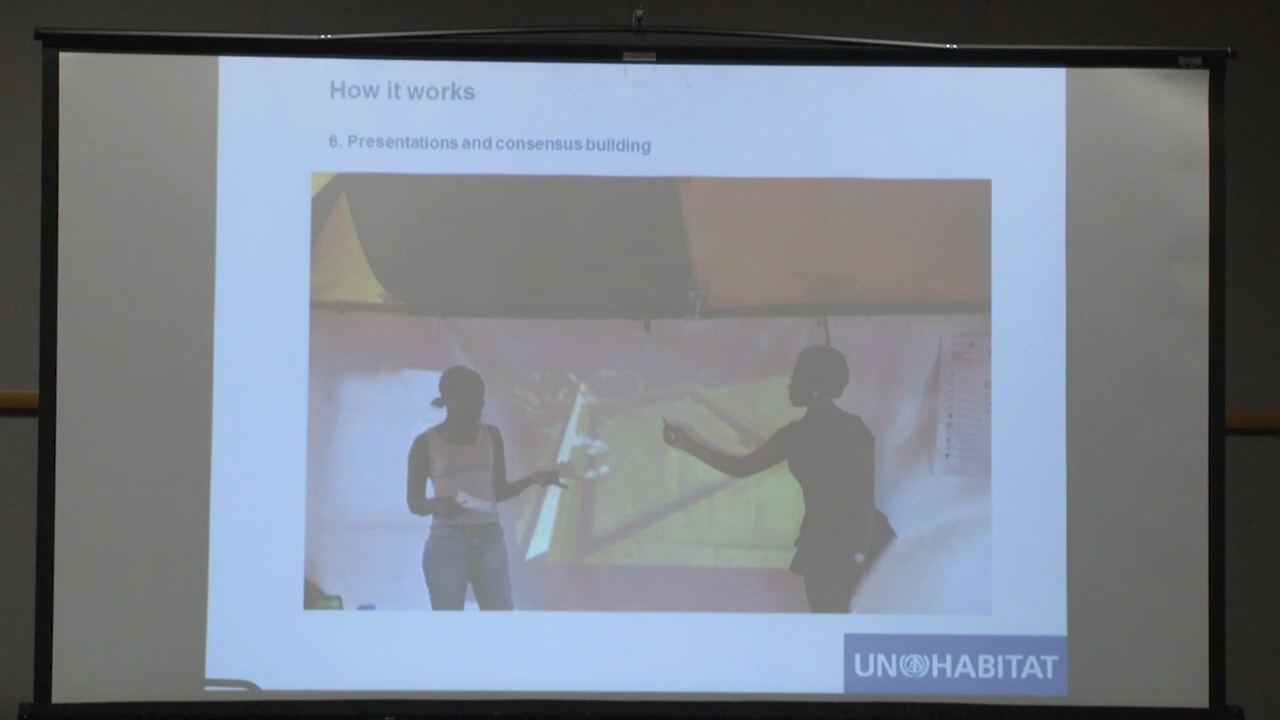 How it works
6. Presentations and consensus building
UN HABITAT